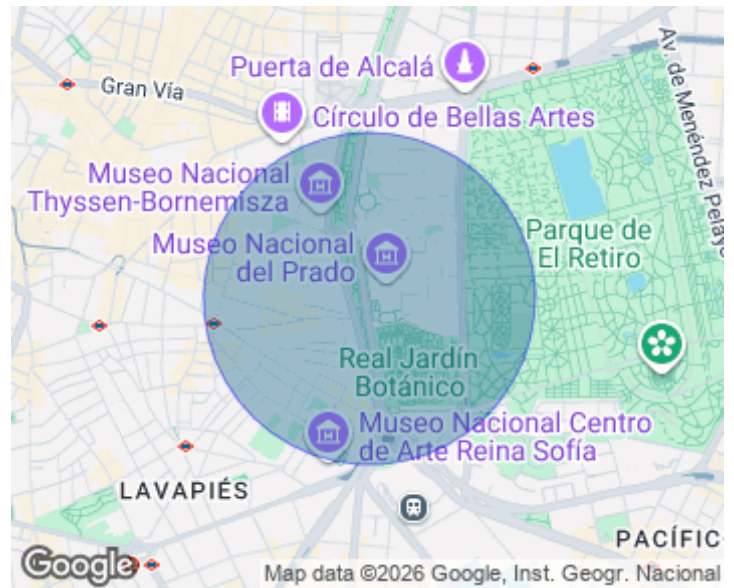 Puerta de Alcalá
Gran Vía
Círculo de Bellas Artes
Av. de Menéndez Pelayo
Museo Nacional
Thyssen-Bornemisza
Museo Nacional
del Prado
Parque de
El Retiro
Real Jardín
Botánico
Museo Nacional Centro
de Arte Reina Sofía
LAVAPIÉS
PACÍFIC
Google
Map data ©2026 Google, Inst. Geogr. Nacional